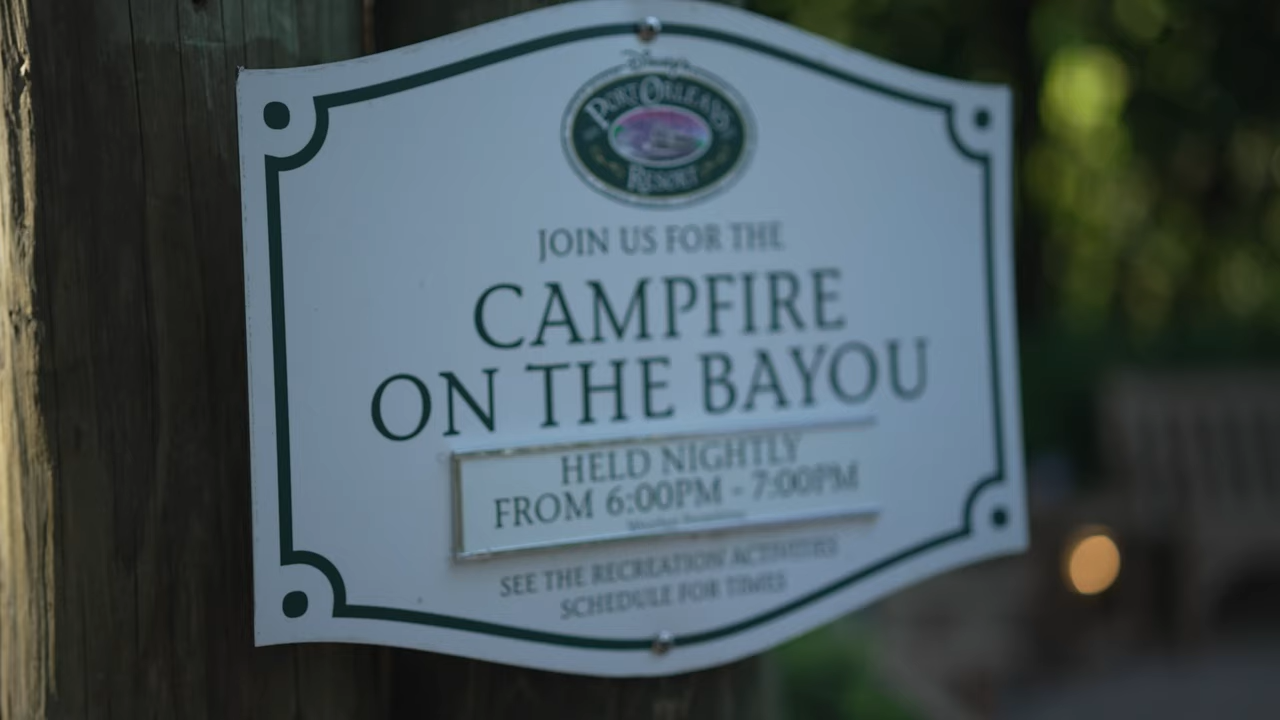 Disney's
PORT ORLEANS
RESORT
JOIN US FOR THE
CAMPFIRE
ON THE BAYOU
HELD NIGHTLY
FROM 6:00PM - 7:00PM
SEE THE RECREATION ACTIVITIES
SCHEDULE FOR TIMES